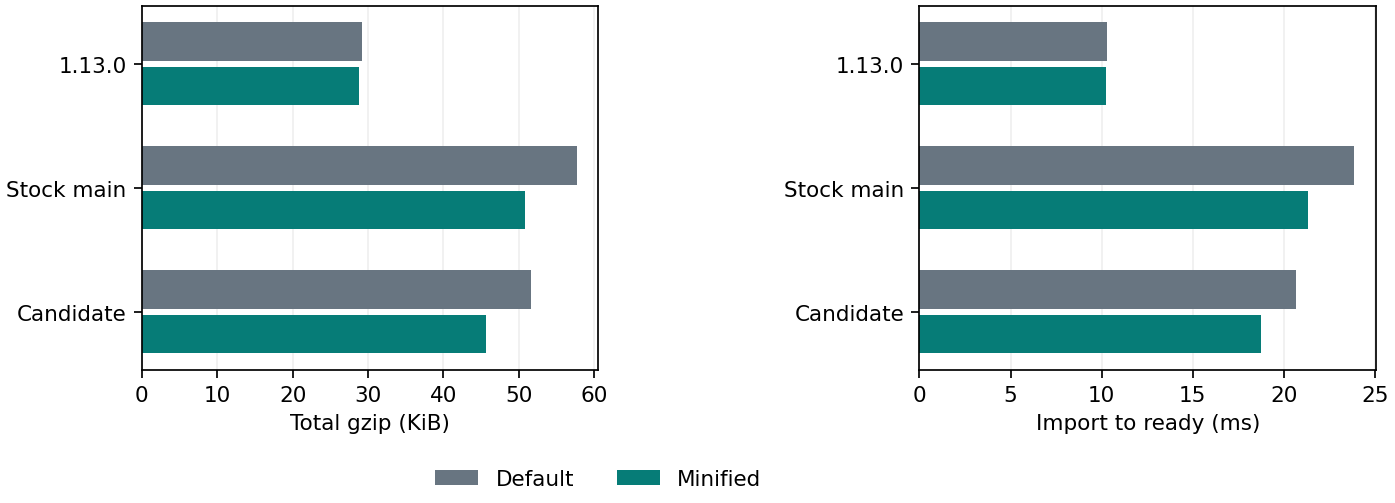 1.13.0
Stock main
Candidate
0 10 20 30 40 50 60
Total gzip (KiB)
1.13.0
Stock main
Candidate
0 5 10 15 20 25
Import to ready (ms)
Default Minified